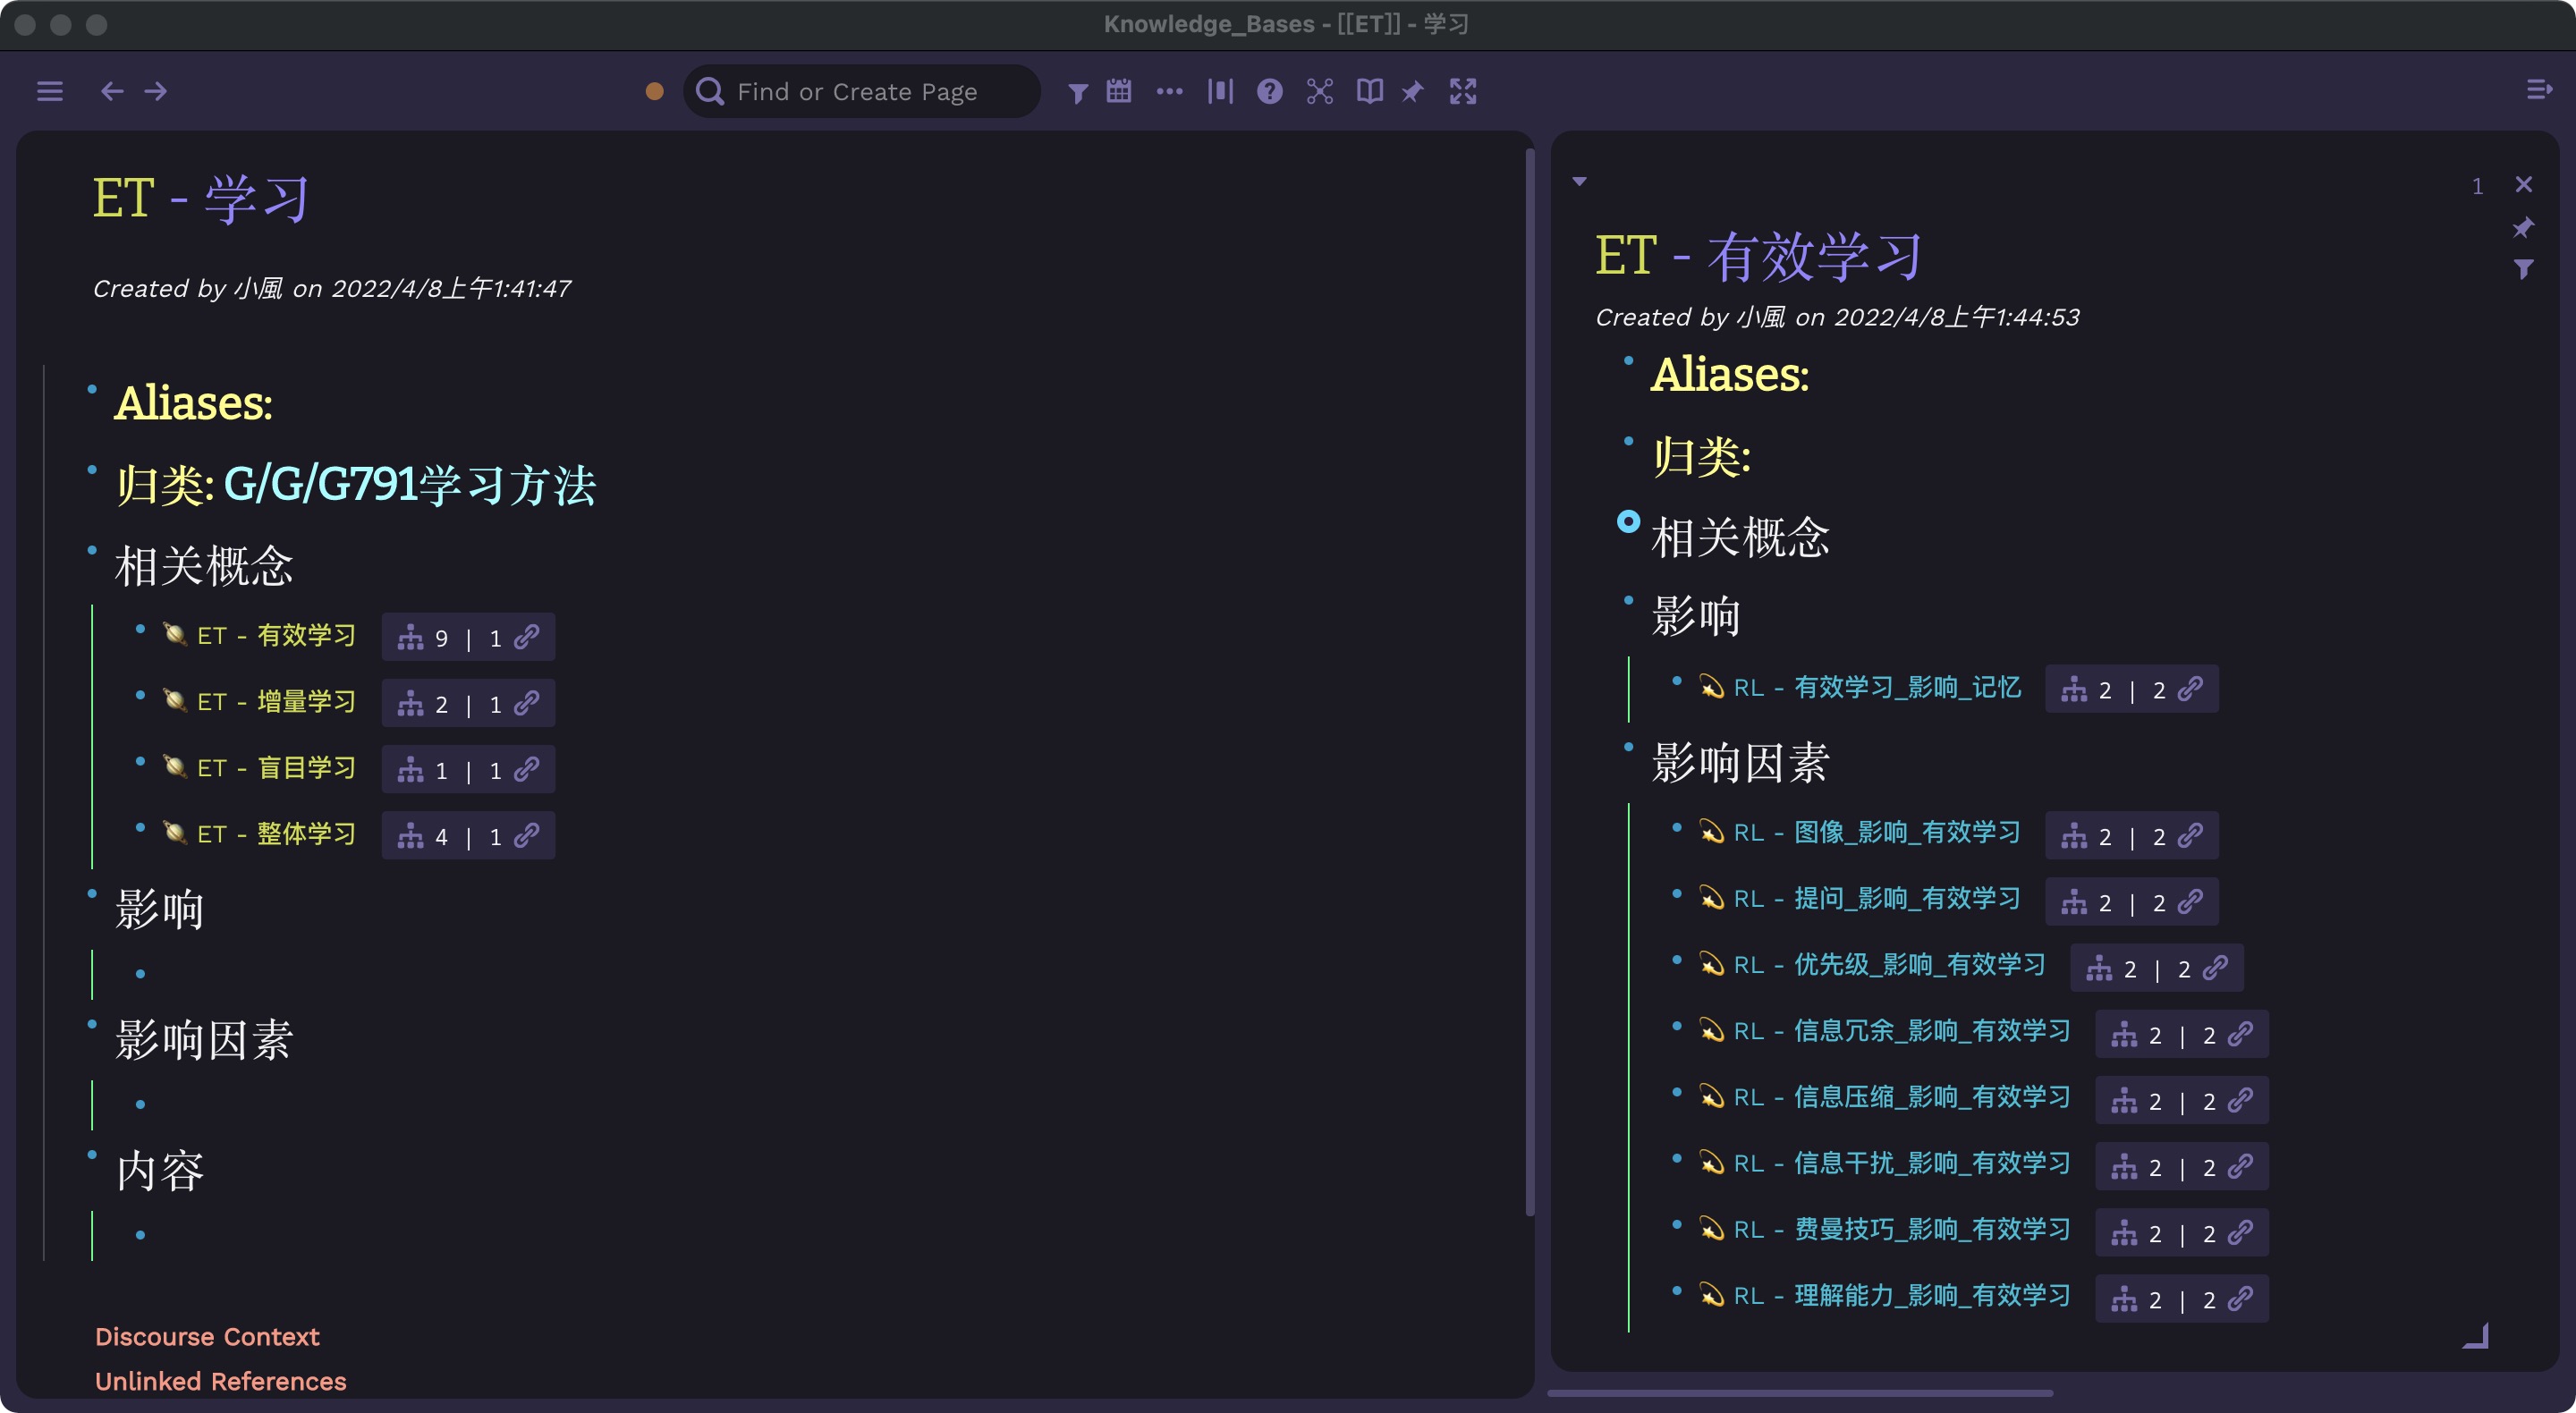 Knowledge_Bases - [[ET]] - 学习
Find or Create Page
ET - 学习
Created by 小風 on 2022/4/8上午1:41:47
Aliases:
归类: G/G/G791学习方法
相关概念
ET - 有效学习 9 | 1
ET - 增量学习 2 | 1
ET - 盲目学习 1 | 1
ET - 整体学习 4 | 1
影响
影响因素
内容
Discourse Context
Unlinked References
1
ET - 有效学习
Created by 小風 on 2022/4/8上午1:44:53
Aliases:
归类:
相关概念
影响
RL - 有效学习_影响_记忆 2 | 2
影响因素
RL - 图像_影响_有效学习 2 | 2
RL - 提问_影响_有效学习 2 | 2
RL - 优先级_影响_有效学习 2 | 2
RL - 信息冗余_影响_有效学习 2 | 2
RL - 信息压缩_影响_有效学习 2 | 2
RL - 信息干扰_影响_有效学习 2 | 2
RL - 费曼技巧_影响_有效学习 2 | 2
RL - 理解能力_影响_有效学习 2 | 2